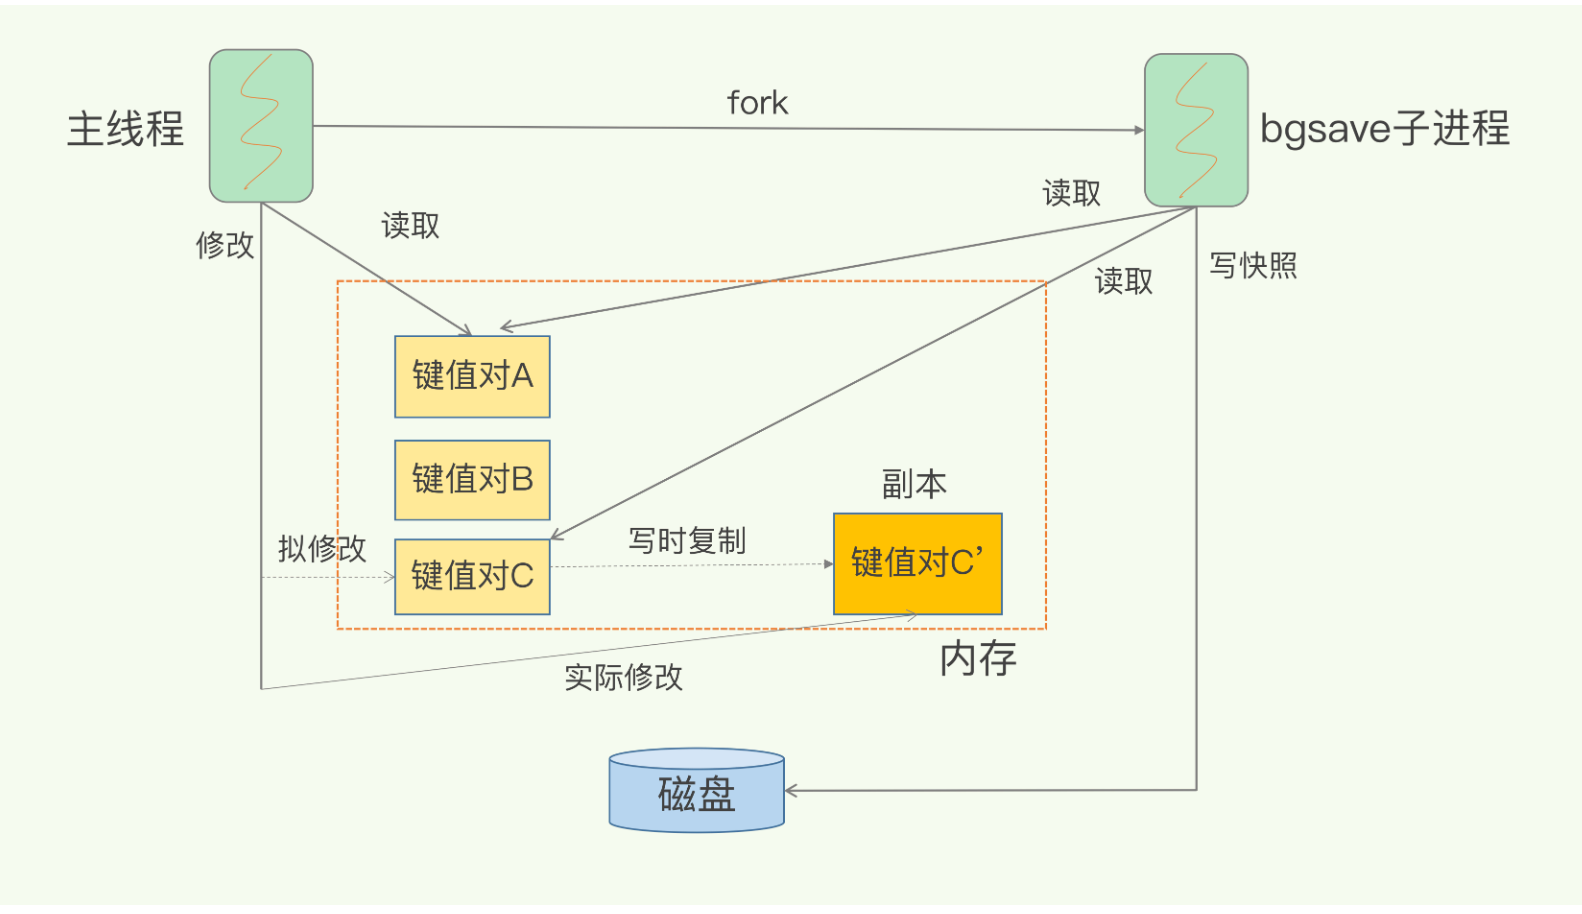 fork
主线程
bgsave子进程
读取
读取
修改
写快照
读取
键值对A
键值对B
副本
拟修改
写时复制
键值对C
键值对C’
内存
实际修改
磁盘